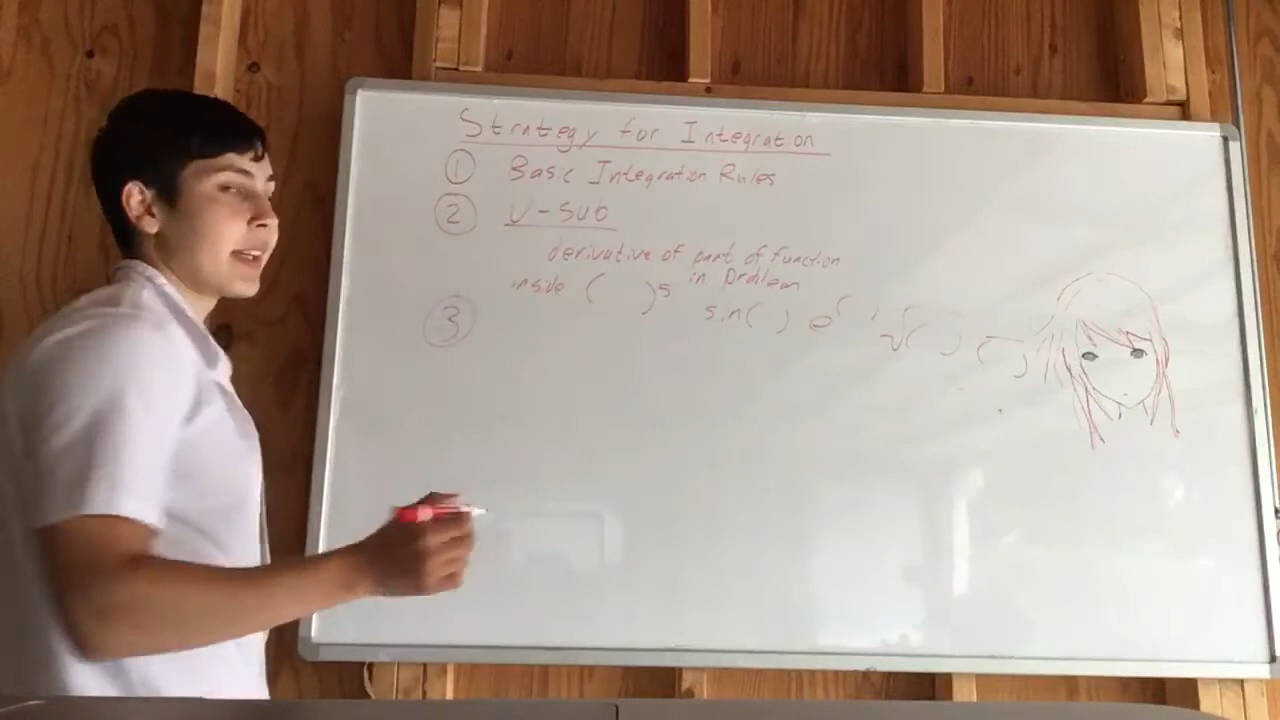 Strategy for Integration
① Basic Integration Rules
② U-Sub
derivative of part of function
inside ( )⁵ in problem
③ sin( ) e^( ) √( )